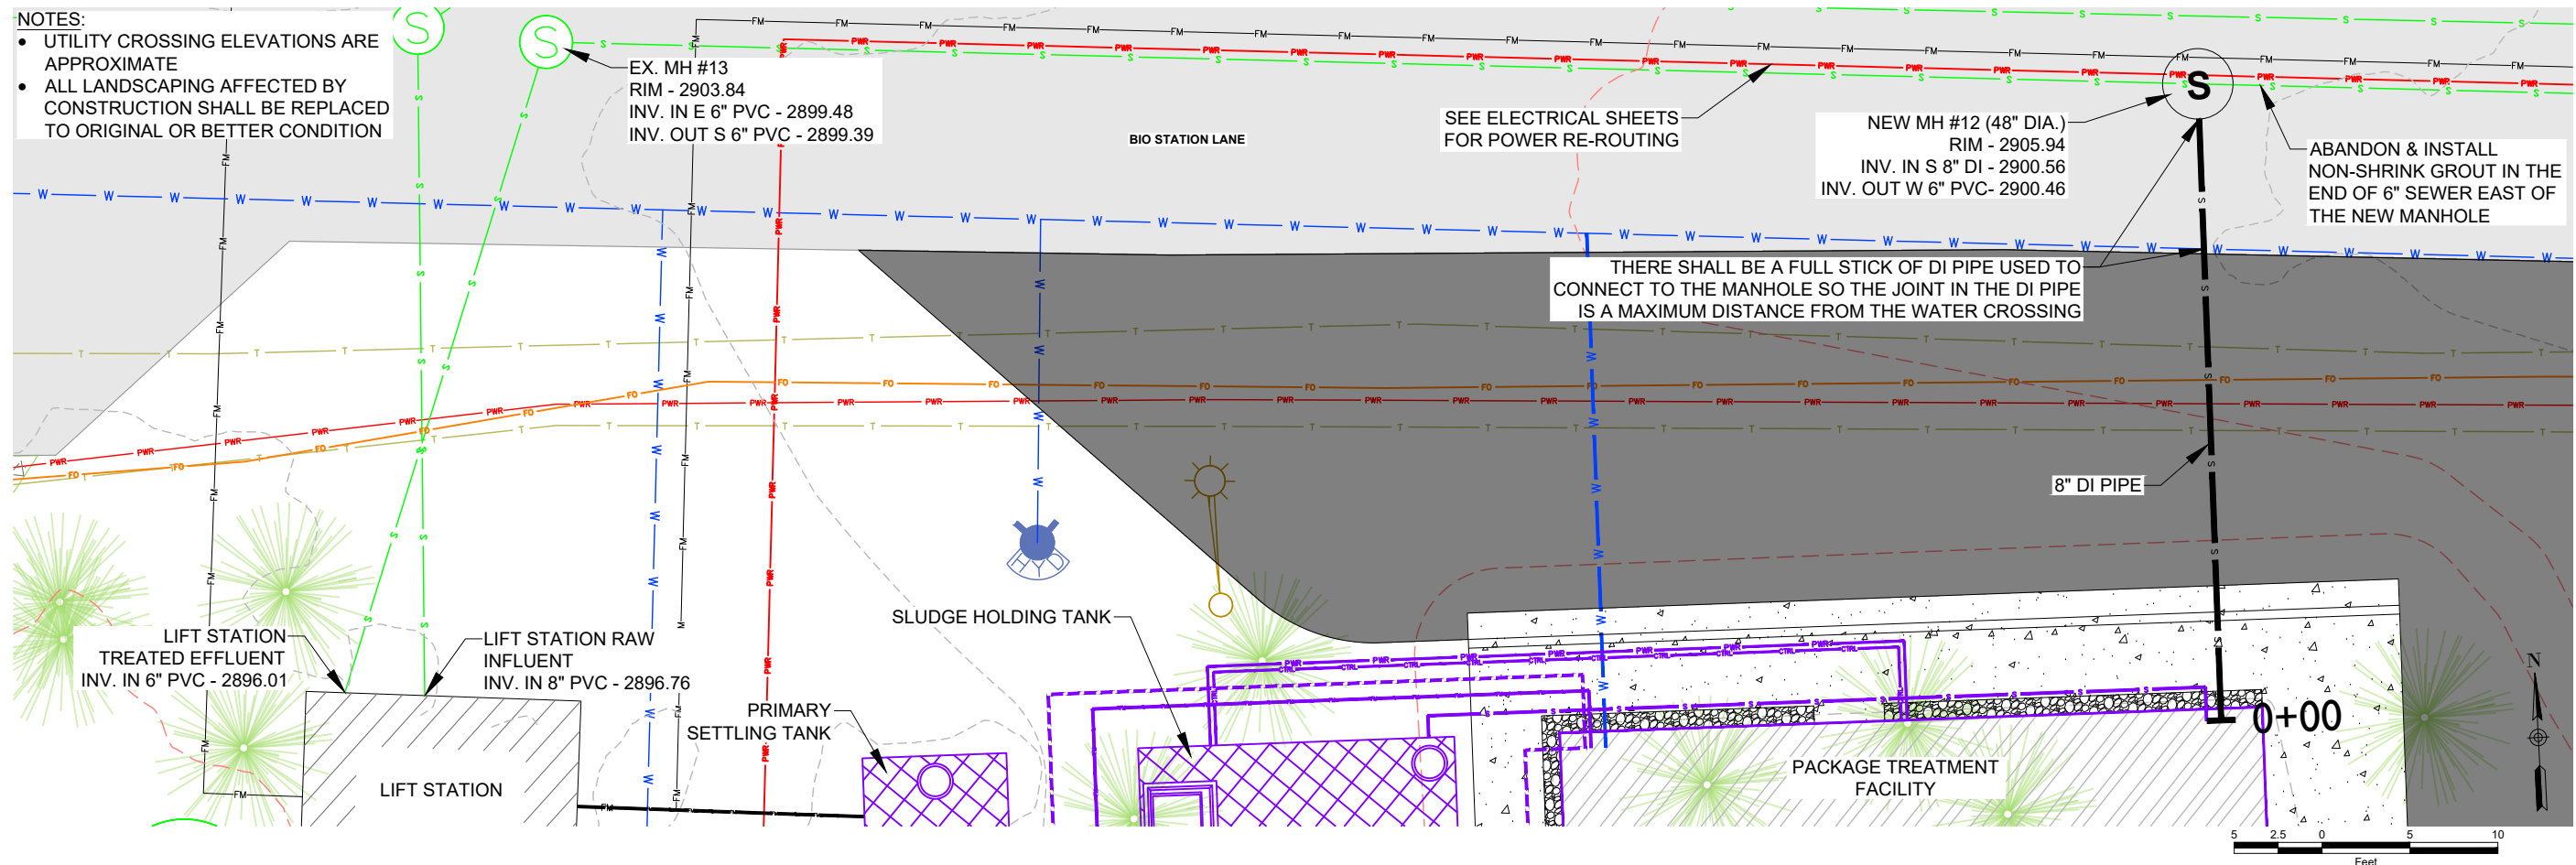 NOTES:
• UTILITY CROSSING ELEVATIONS ARE
APPROXIMATE
• ALL LANDSCAPING AFFECTED BY
CONSTRUCTION SHALL BE REPLACED
TO ORIGINAL OR BETTER CONDITION
S
S
EX. MH #13
RIM - 2903.84
INV. IN E 6" PVC - 2899.48
INV. OUT S 6" PVC - 2899.39
BIO STATION LANE
SEE ELECTRICAL SHEETS
FOR POWER RE-ROUTING
NEW MH #12 (48" DIA.)
RIM - 2905.94
INV. IN S 8" DI - 2900.56
INV. OUT W 6" PVC- 2900.46
S
ABANDON & INSTALL
NON-SHRINK GROUT IN THE
END OF 6" SEWER EAST OF
THE NEW MANHOLE
THERE SHALL BE A FULL STICK OF DI PIPE USED TO
CONNECT TO THE MANHOLE SO THE JOINT IN THE DI PIPE
IS A MAXIMUM DISTANCE FROM THE WATER CROSSING
8" DI PIPE
HYD
SLUDGE HOLDING TANK
LIFT STATION
TREATED EFFLUENT
INV. IN 6" PVC - 2896.01
LIFT STATION RAW
INFLUENT
INV. IN 8" PVC - 2896.76
PRIMARY
SETTLING TANK
LIFT STATION
PACKAGE TREATMENT
FACILITY
0+00
N
5 2.5 0 5 10
Feet